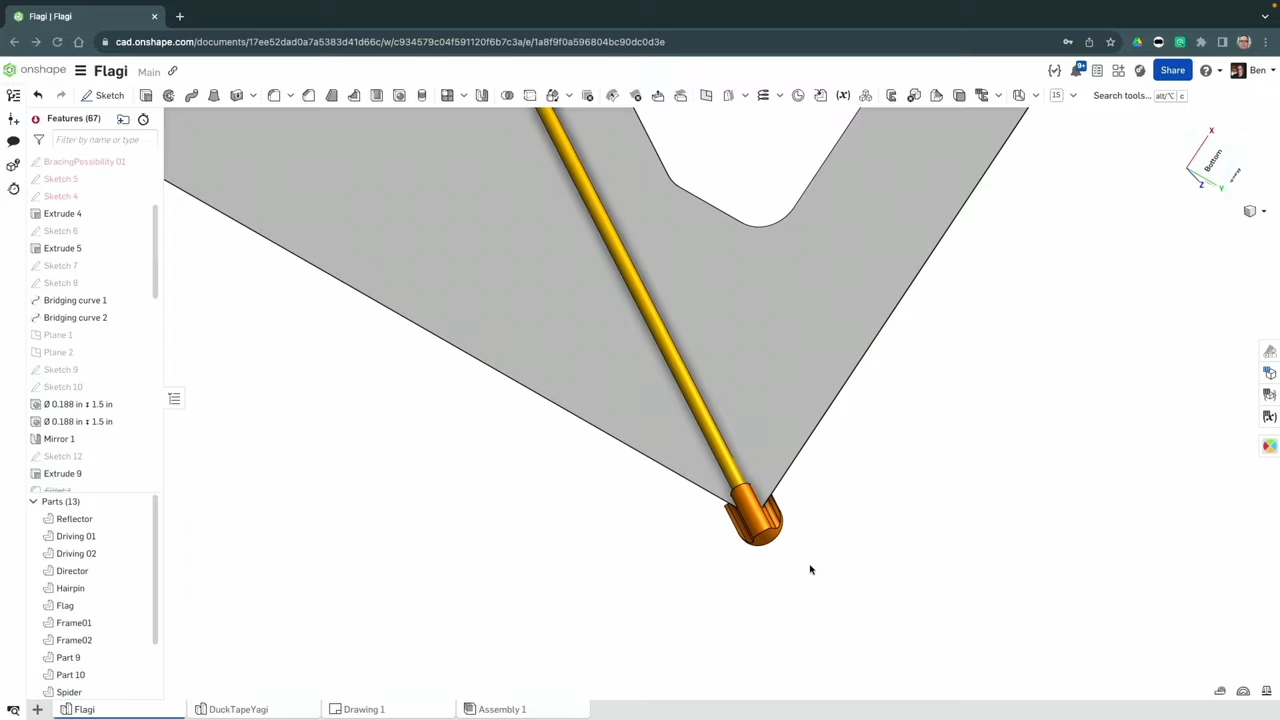 Flagi | Flagi
cad.onshape.com/documents/17ee52dad0a7a5383d41d66c/w/c934579c04f591120f6b7c3a/e/1a8f9f0a596804bc90dc0d3e
onshape
Flagi
Main
9+
Share
Ben
Sketch
15
Search tools...
alt/⌥
c
Features (67)
Filter by name or type
BracingPossibility 01
Sketch 5
Sketch 4
Extrude 4
Sketch 6
Extrude 5
Sketch 7
Sketch 8
Bridging curve 1
Bridging curve 2
Plane 1
Plane 2
Sketch 9
Sketch 10
Ø 0.188 in ↧ 1.5 in
Ø 0.188 in ↧ 1.5 in
Mirror 1
Sketch 12
Extrude 9
Fillet 1
Parts (13)
Reflector
Driving 01
Driving 02
Director
Hairpin
Flag
Frame01
Frame02
Part 9
Part 10
Spider
X
Bottom
Z
Y
Flagi
DuckTapeYagi
Drawing 1
Assembly 1